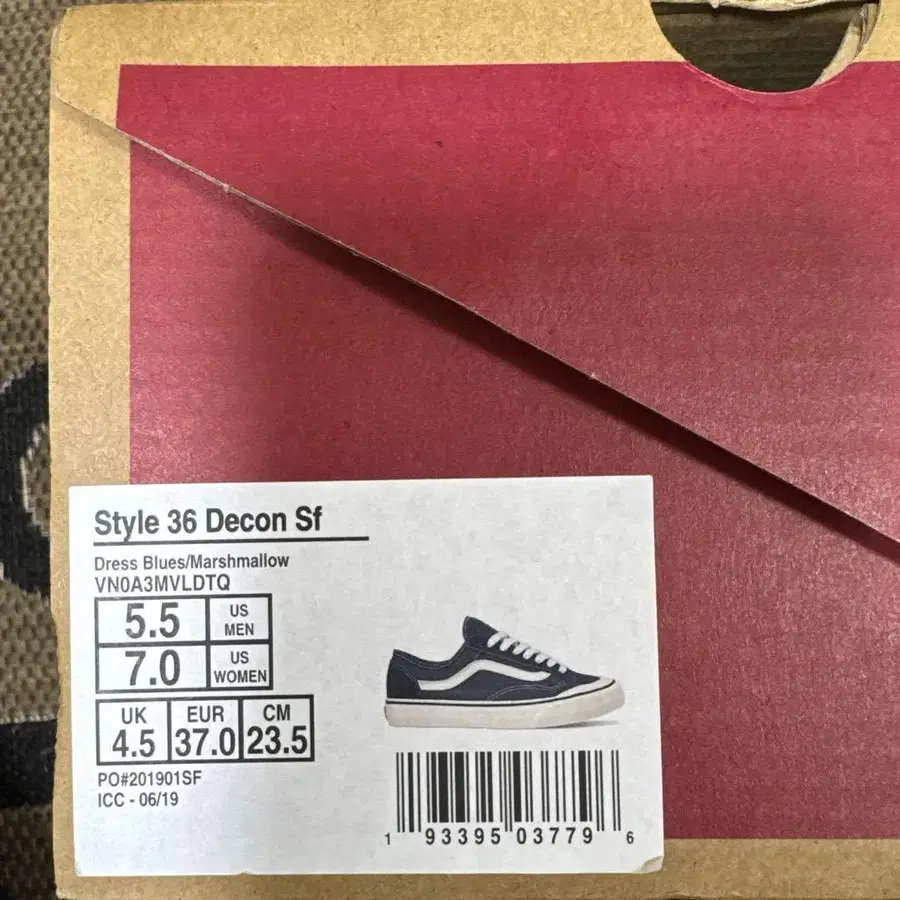 Style 36 Decon Sf
Dress Blues/Marshmallow
VN0A3MVLDTQ
5.5 US MEN
7.0 US WOMEN
UK EUR CM
4.5 37.0 23.5
PO#201901SF
ICC - 06/19
1 93395 03779 6